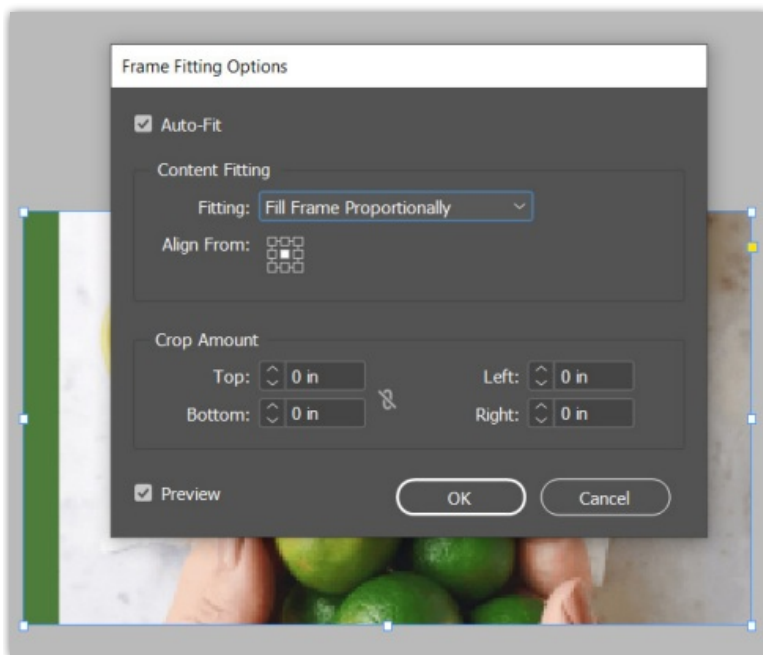 Frame Fitting Options
Auto-Fit
Content Fitting
Fitting: Fill Frame Proportionally
Align From:
Crop Amount
Top: 0 in Left: 0 in
Bottom: 0 in Right: 0 in
Preview OK Cancel